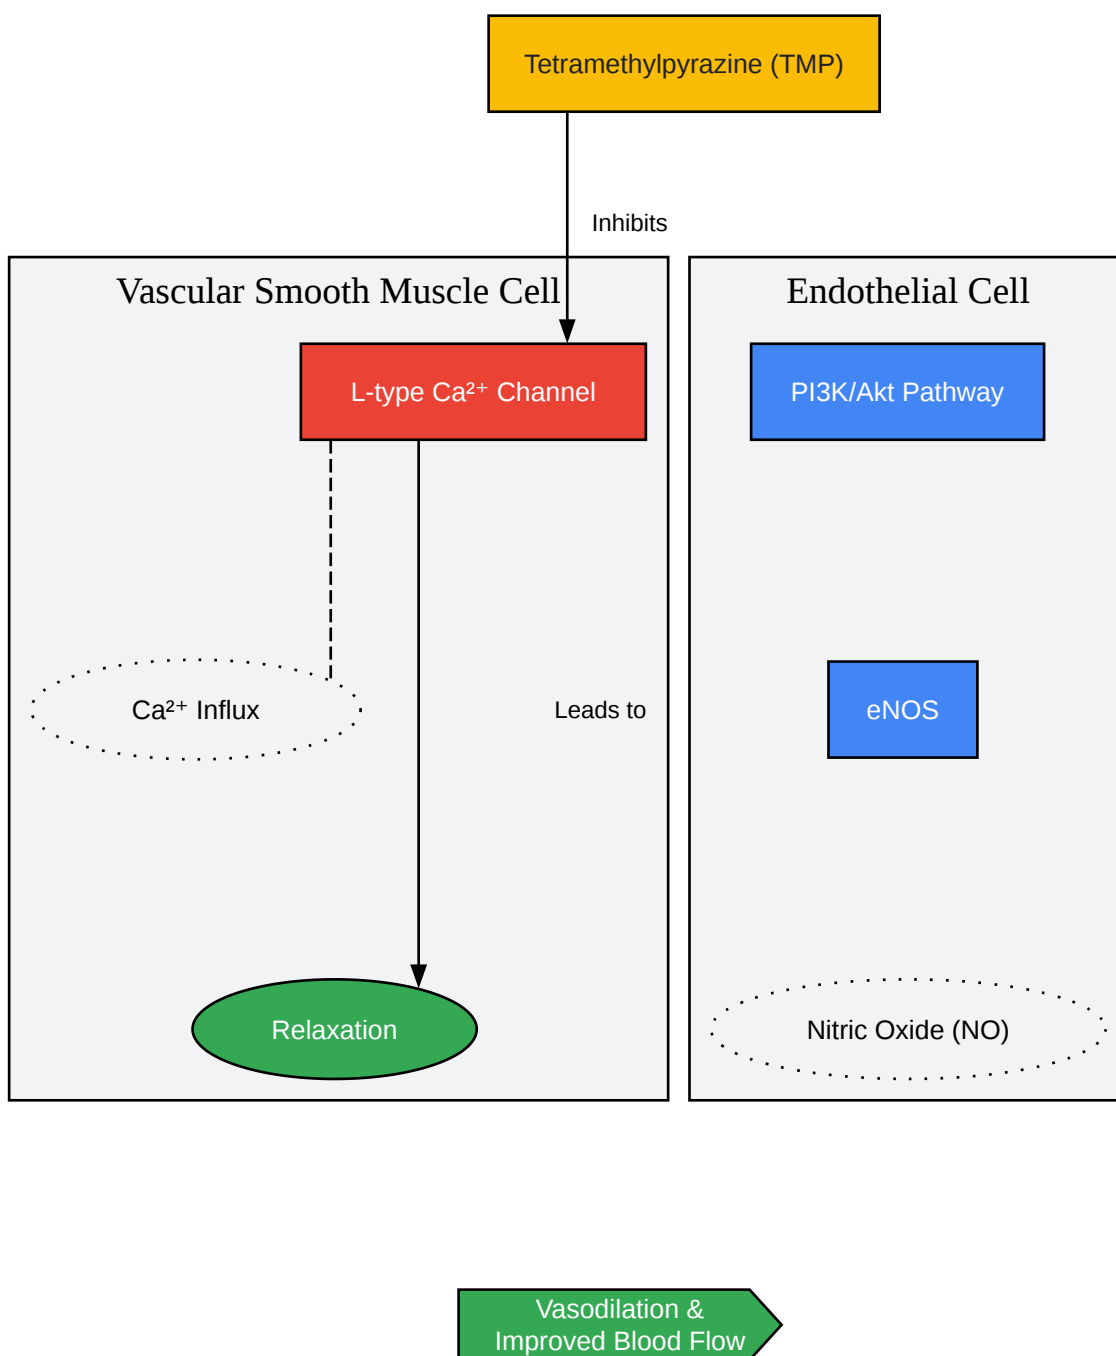 Tetramethylpyrazine (TMP)
Inhibits
Vascular Smooth Muscle Cell
Endothelial Cell
L-type Ca²⁺ Channel
PI3K/Akt Pathway
Ca²⁺ Influx
Leads to
eNOS
Relaxation
Nitric Oxide (NO)
Vasodilation &
Improved Blood Flow